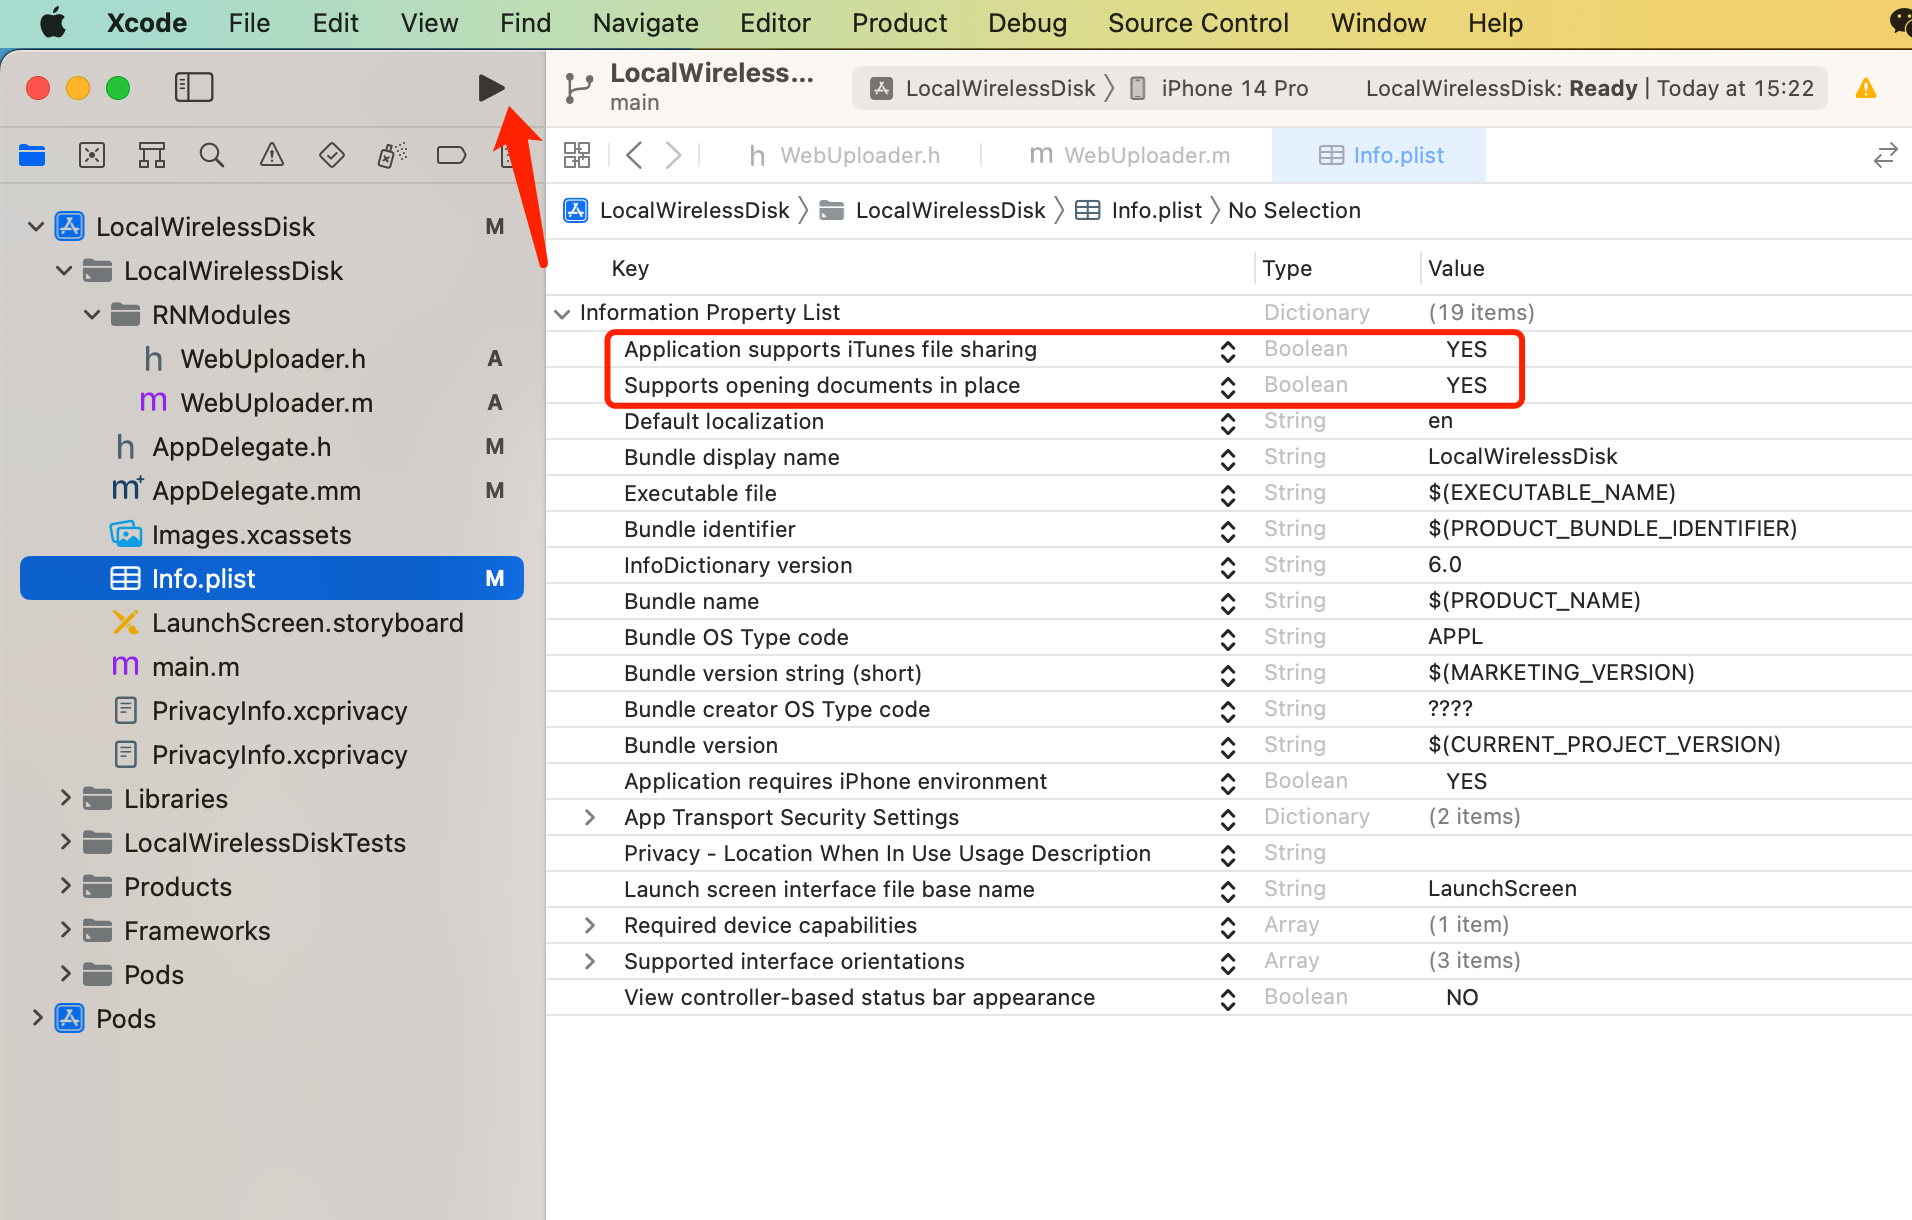 Xcode File Edit View Find Navigate Editor Product Debug Source Control Window Help
LocalWireless...
main
LocalWirelessDisk iPhone 14 Pro LocalWirelessDisk: Ready | Today at 15:22
h WebUploader.h m WebUploader.m Info.plist
LocalWirelessDisk LocalWirelessDisk Info.plist No Selection
LocalWirelessDisk M
LocalWirelessDisk
RNModules
h WebUploader.h A
m WebUploader.m A
h AppDelegate.h M
m+ AppDelegate.mm M
Images.xcassets
Info.plist M
LaunchScreen.storyboard
m main.m
PrivacyInfo.xcprivacy
PrivacyInfo.xcprivacy
Libraries
LocalWirelessDiskTests
Products
Frameworks
Pods
Pods
Key Type Value
Information Property List Dictionary (19 items)
Application supports iTunes file sharing Boolean YES
Supports opening documents in place Boolean YES
Default localization String en
Bundle display name String LocalWirelessDisk
Executable file String $(EXECUTABLE_NAME)
Bundle identifier String $(PRODUCT_BUNDLE_IDENTIFIER)
InfoDictionary version String 6.0
Bundle name String $(PRODUCT_NAME)
Bundle OS Type code String APPL
Bundle version string (short) String $(MARKETING_VERSION)
Bundle creator OS Type code String ????
Bundle version String $(CURRENT_PROJECT_VERSION)
Application requires iPhone environment Boolean YES
App Transport Security Settings Dictionary (2 items)
Privacy - Location When In Use Usage Description String
Launch screen interface file base name String LaunchScreen
Required device capabilities Array (1 item)
Supported interface orientations Array (3 items)
View controller-based status bar appearance Boolean NO